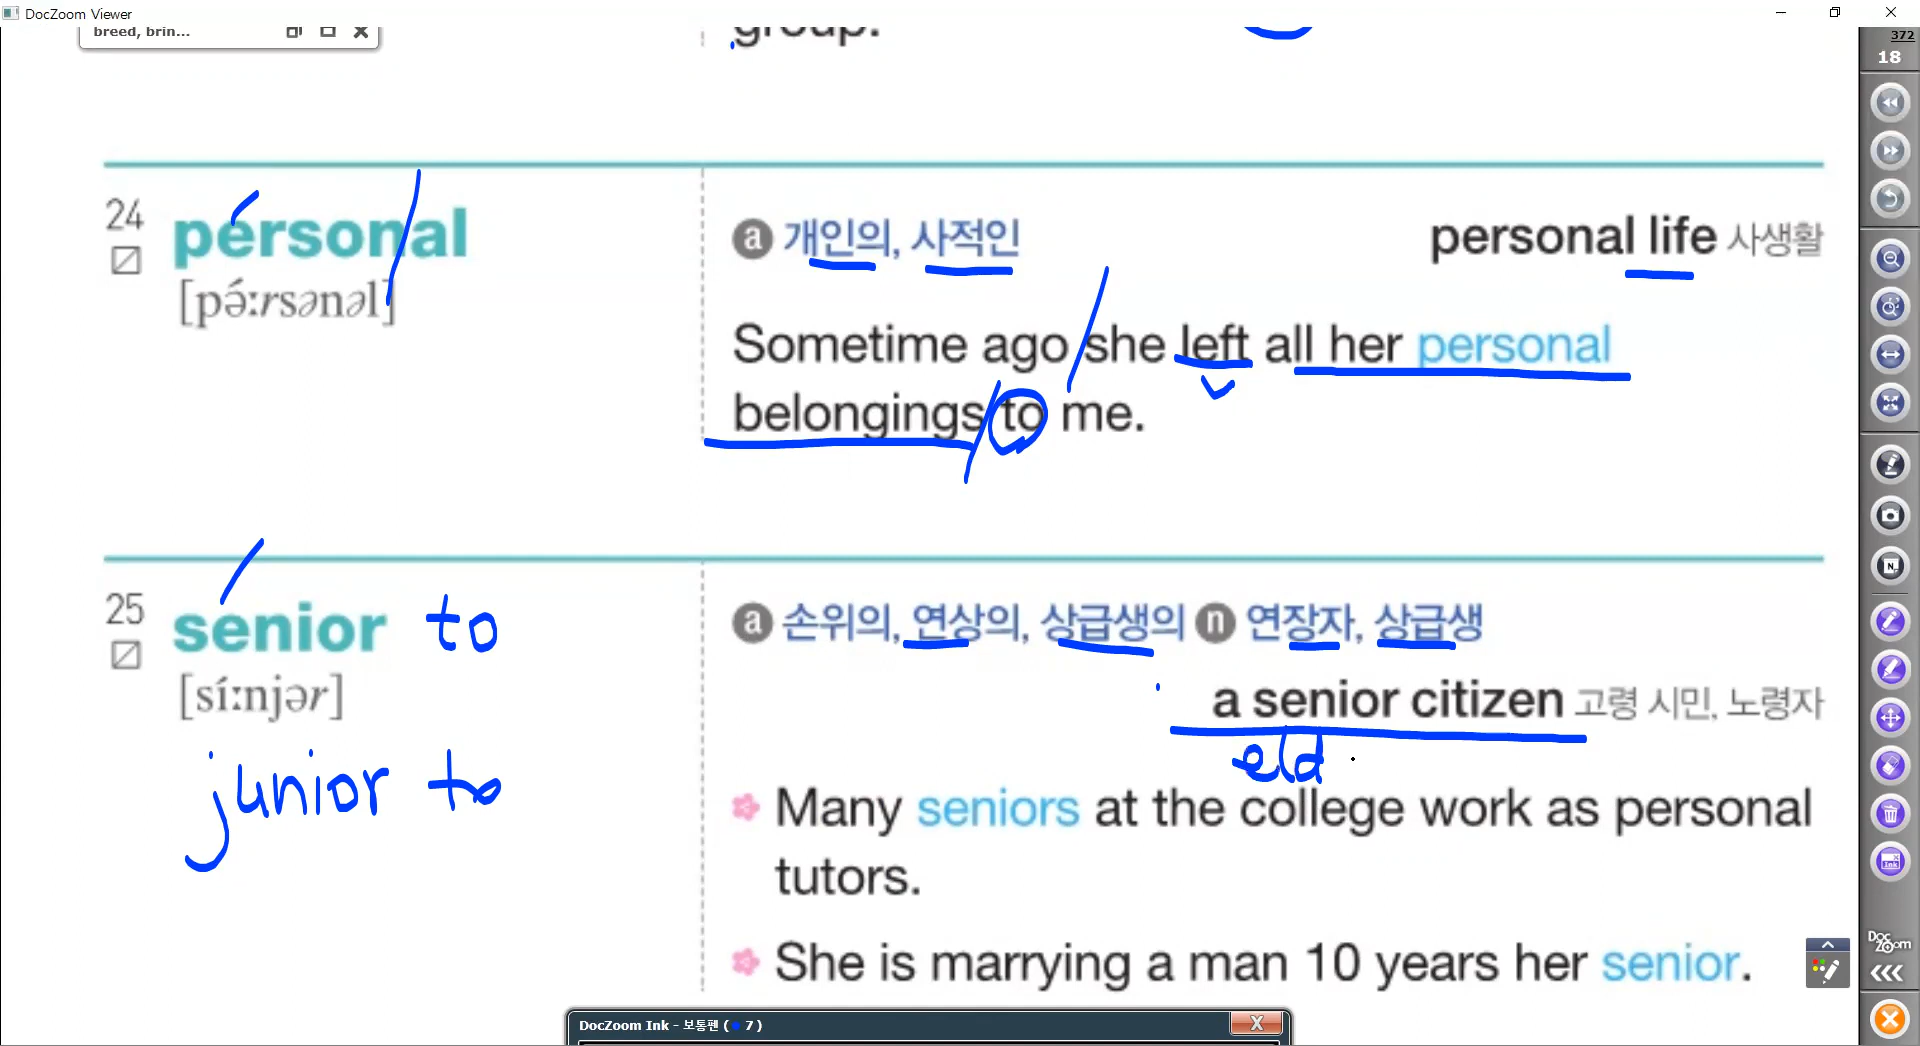 DocZoom Viewer
breed, brin...
group.
372
18
24
personal
[pə́ːrsənəl]
a 개인의, 사적인
personal life 사생활
Sometime ago she left all her personal
belongings to me.
25
senior to
[síːnjər]
junior to
a 손위의, 연상의, 상급생의 n 연장자, 상급생
a senior citizen 고령 시민, 노령자
eld
Many seniors at the college work as personal
tutors.
She is marrying a man 10 years her senior.
Doc
Zoom
DocZoom Ink - 보통펜 ( 7 )